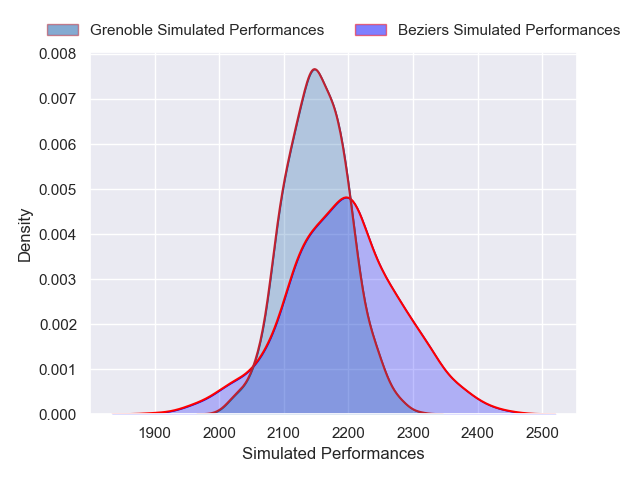 Grenoble Simulated Performances
Beziers Simulated Performances
0.008
0.007
0.006
0.005
0.004
0.003
0.002
0.001
0.000
Density
1900 2000 2100 2200 2300 2400 2500
Simulated Performances